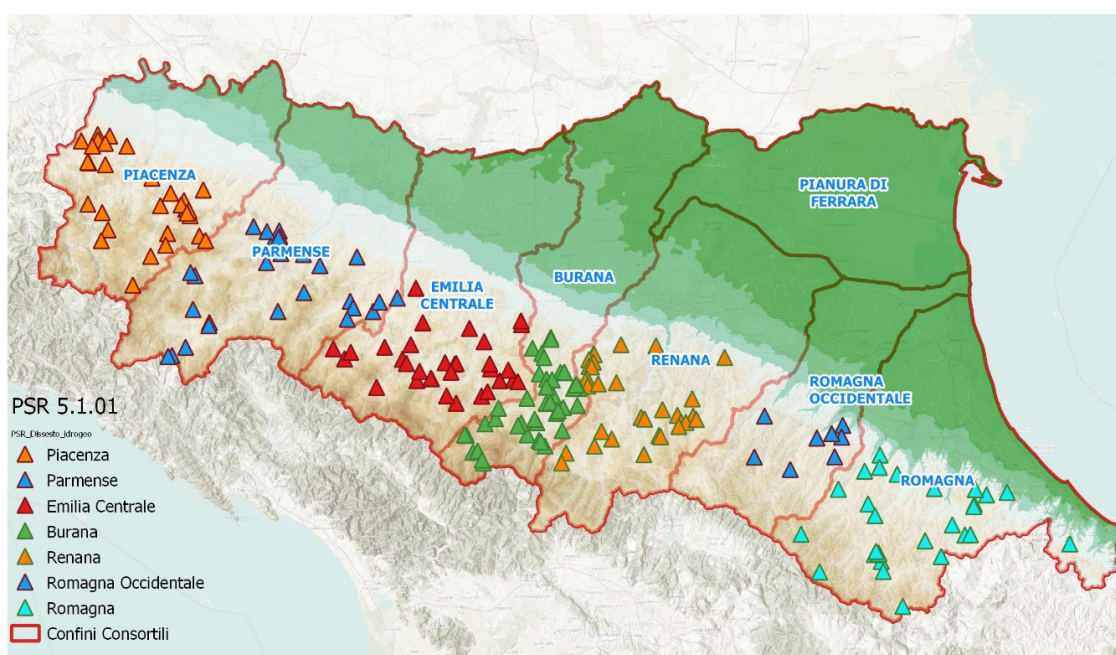 PIACENZA
PARMENSE
EMILIA
CENTRALE
BURANA
PIANURA DI
FERRARA
RENANA
ROMAGNA
OCCIDENTALE
ROMAGNA
PSR 5.1.01
PSR_Dissesto_Idrogeo
Piacenza
Parmense
Emilia Centrale
Burana
Renana
Romagna Occidentale
Romagna
Confini Consortili